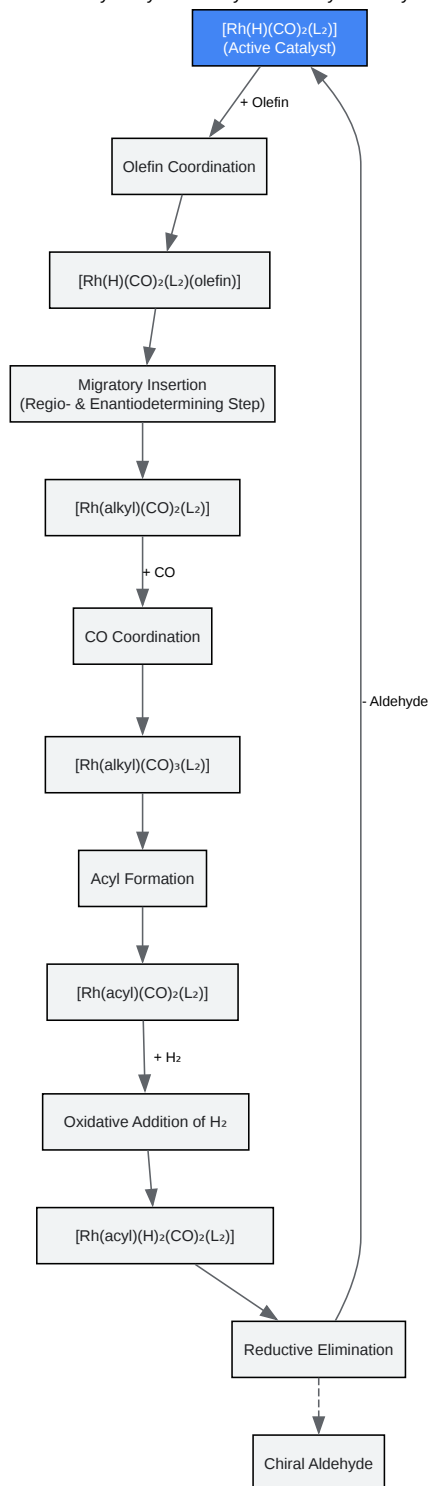 [Rh(H)(CO)₂(L₂)]
(Active Catalyst)
+ Olefin
Olefin Coordination
[Rh(H)(CO)₂(L₂)(olefin)]
Migratory Insertion
(Regio- & Enantiodetermining Step)
[Rh(alkyl)(CO)₂(L₂)]
+ CO
CO Coordination
- Aldehyde
[Rh(alkyl)(CO)₃(L₂)]
Acyl Formation
[Rh(acyl)(CO)₂(L₂)]
+ H₂
Oxidative Addition of H₂
[Rh(acyl)(H)₂(CO)₂(L₂)]
Reductive Elimination
Chiral Aldehyde